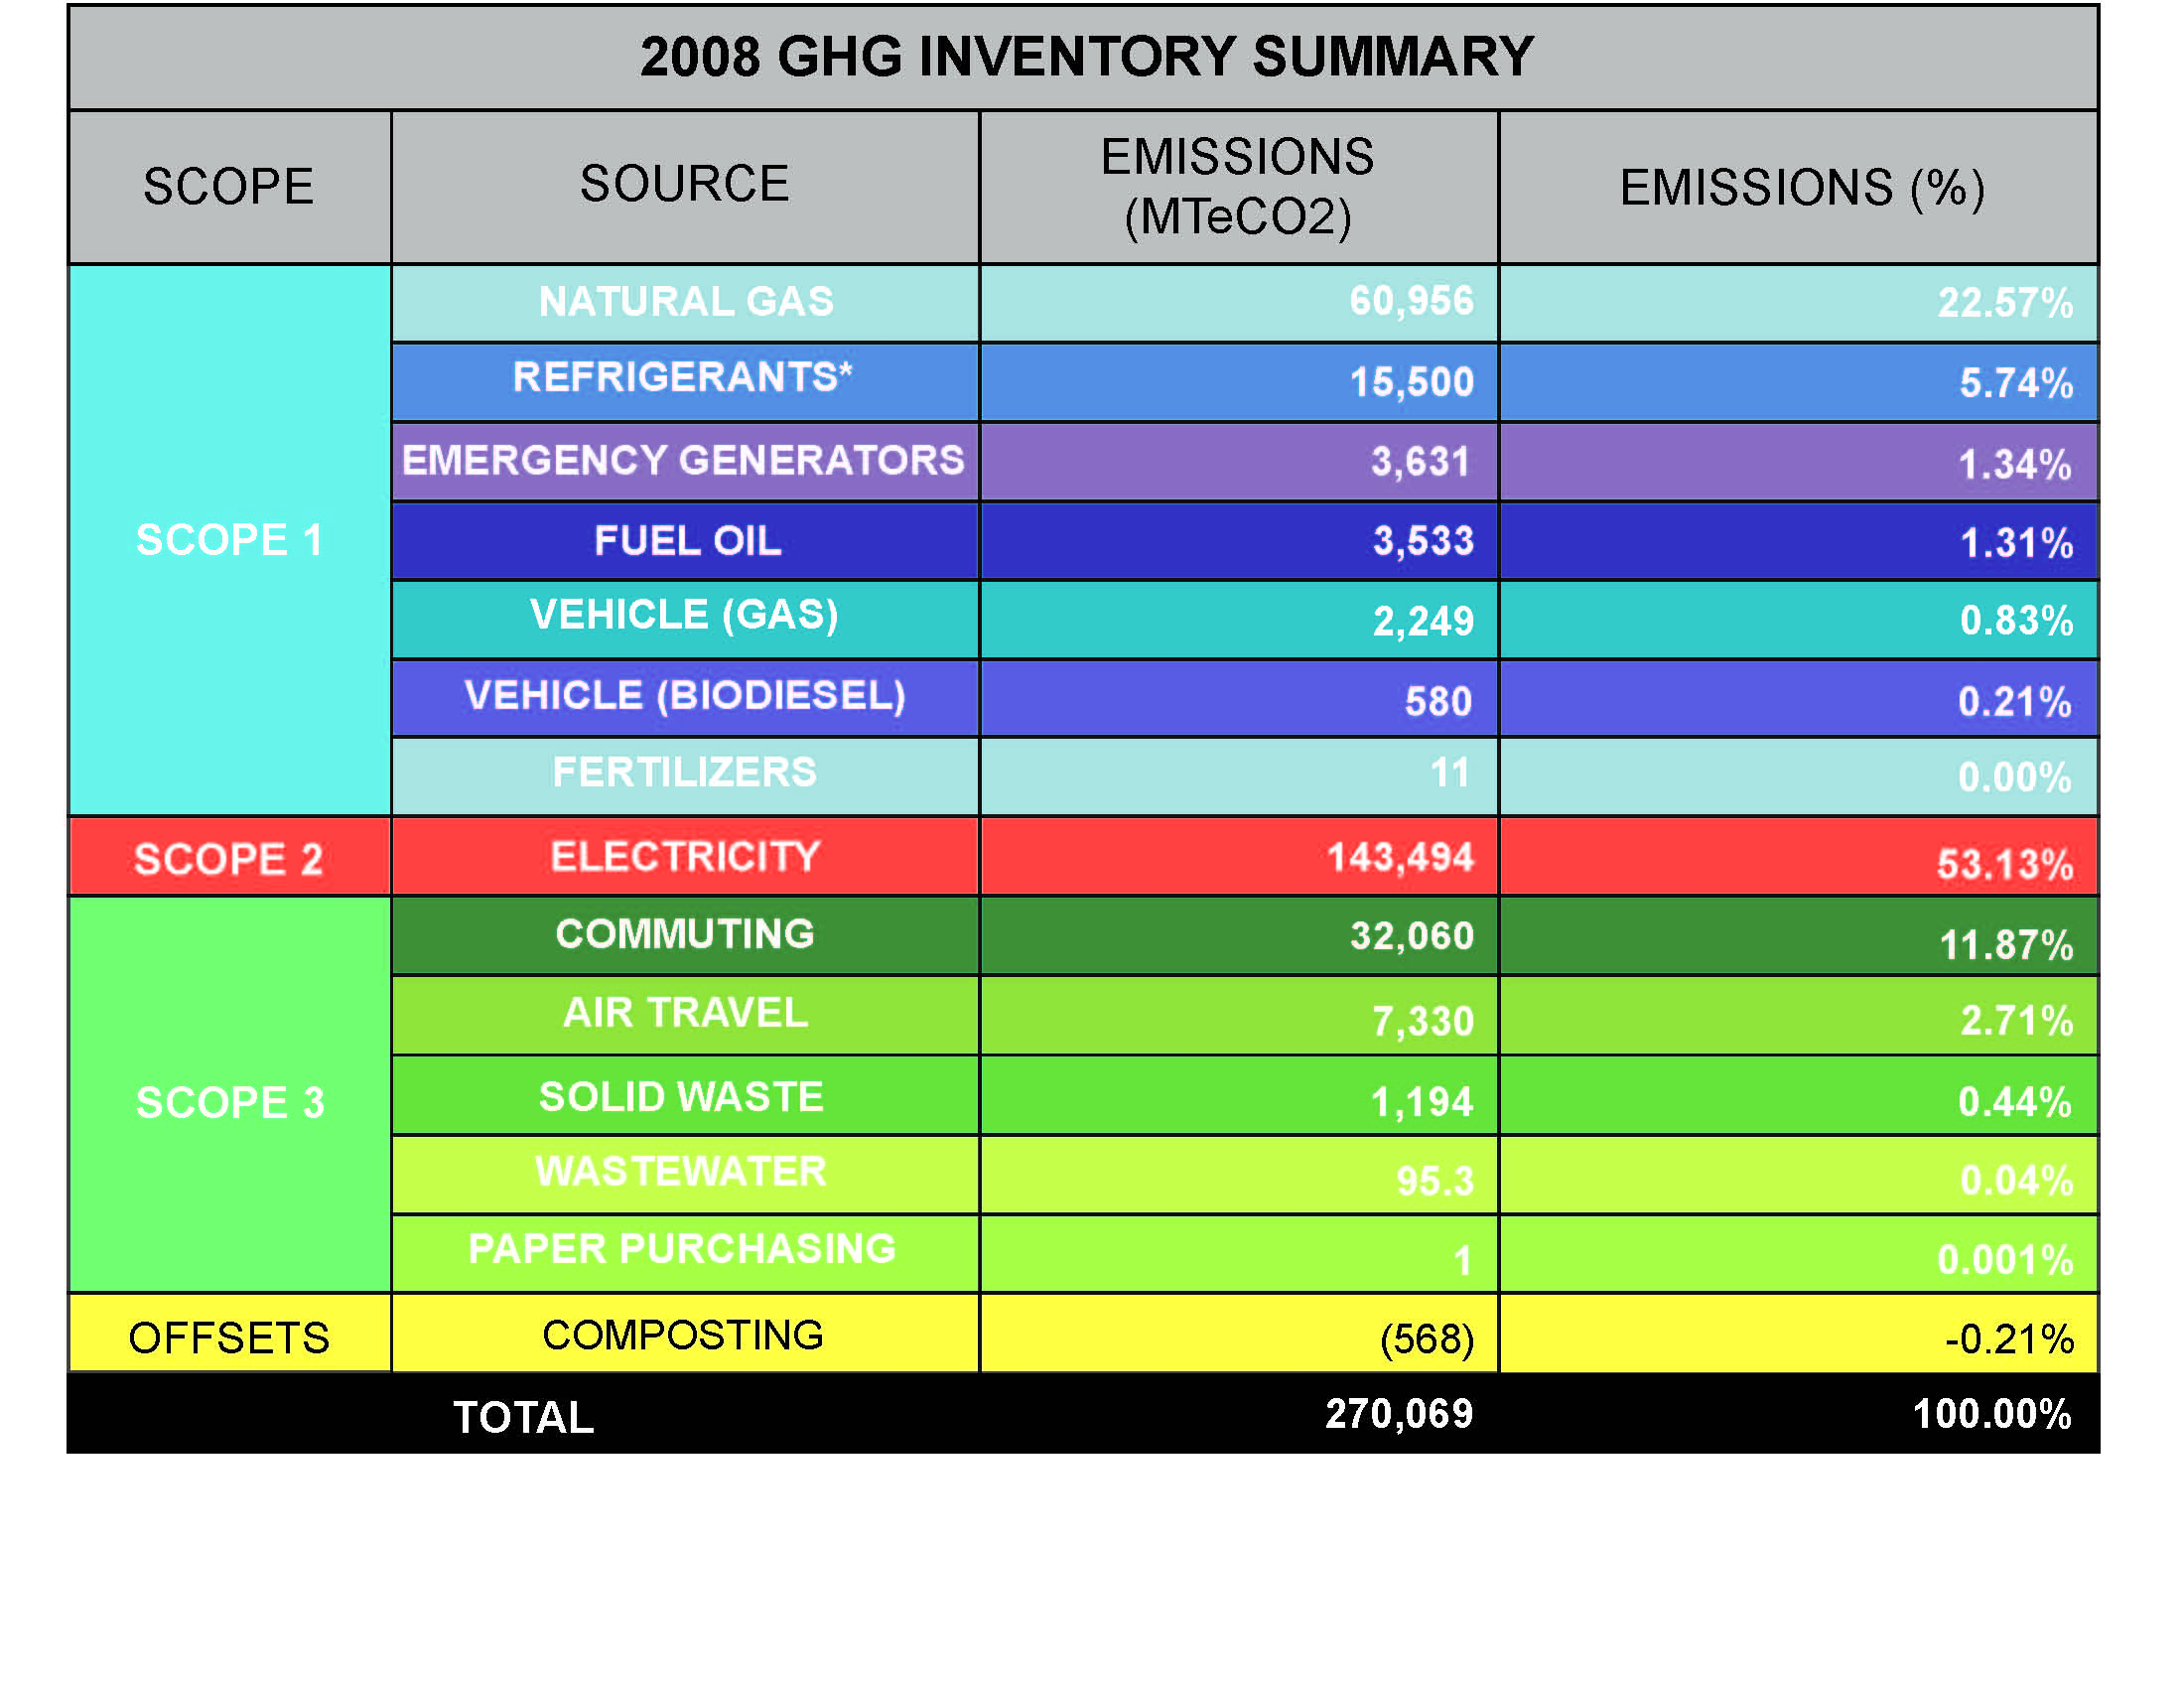 2008 GHG INVENTORY SUMMARY
SCOPE SOURCE EMISSIONS (MTeCO2) EMISSIONS (%)
SCOPE 1
NATURAL GAS 60,956 22.57%
REFRIGERANTS* 15,500 5.74%
EMERGENCY GENERATORS 3,631 1.34%
FUEL OIL 3,533 1.31%
VEHICLE (GAS) 2,249 0.83%
VEHICLE (BIODIESEL) 580 0.21%
FERTILIZERS 11 0.00%
SCOPE 2 ELECTRICITY 143,494 53.13%
SCOPE 3
COMMUTING 32,060 11.87%
AIR TRAVEL 7,330 2.71%
SOLID WASTE 1,194 0.44%
WASTEWATER 95.3 0.04%
PAPER PURCHASING 1 0.001%
OFFSETS COMPOSTING (568) -0.21%
TOTAL 270,069 100.00%